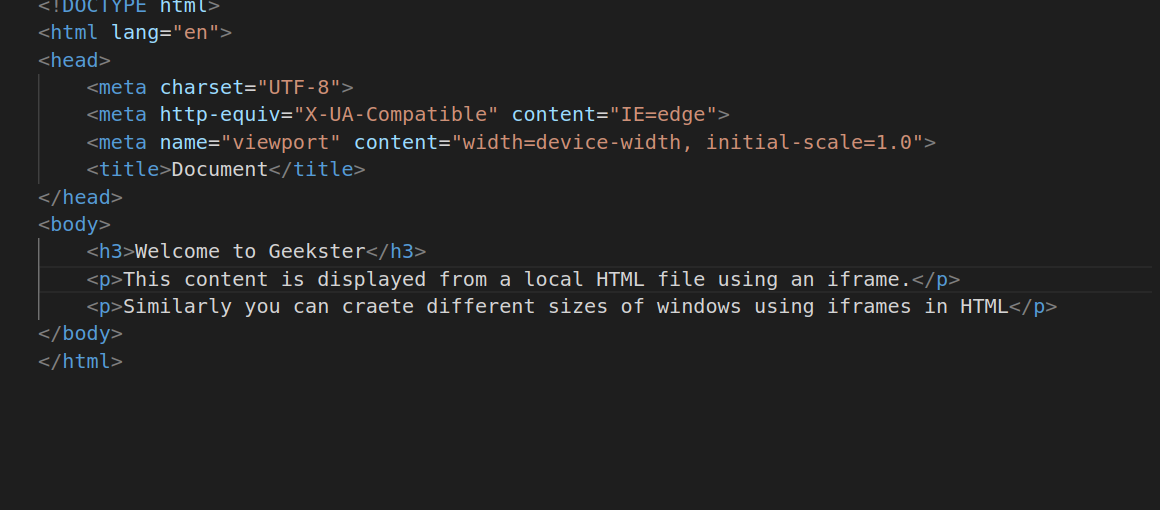 <!DOCTYPE html>
<html lang="en">
<head>
    <meta charset="UTF-8">
    <meta http-equiv="X-UA-Compatible" content="IE=edge">
    <meta name="viewport" content="width=device-width, initial-scale=1.0">
    <title>Document</title>
</head>
<body>
    <h3>Welcome to Geekster</h3>
    <p>This content is displayed from a local HTML file using an iframe.</p>
    <p>Similarly you can craete different sizes of windows using iframes in HTML</p>
</body>
</html>